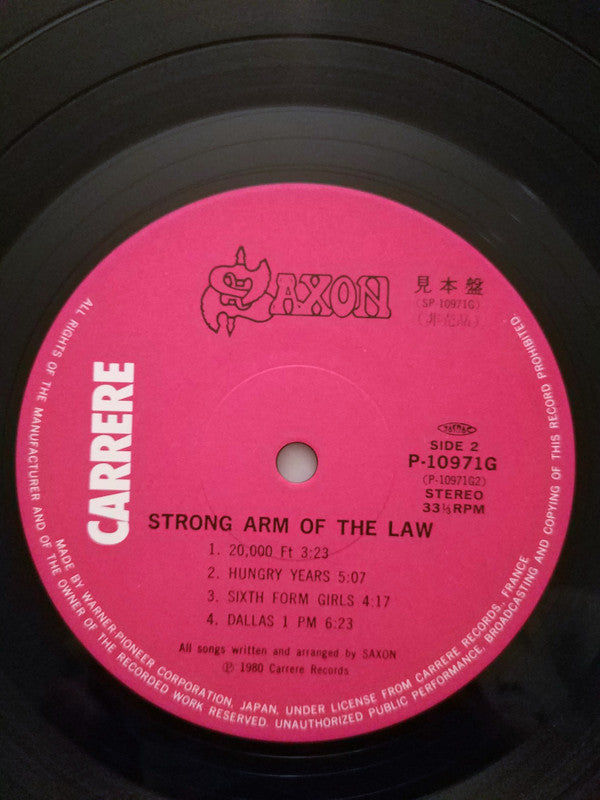 SAXON
見本盤
(SP-10971G)
(非売品)
CARRERE
SIDE 2
P-10971G
(P-10971G2)
STEREO
33⅓RPM
STRONG ARM OF THE LAW
1. 20,000 Ft 3:23
2. HUNGRY YEARS 5:07
3. SIXTH FORM GIRLS 4:17
4. DALLAS 1 PM 6:23
All songs written and arranged by SAXON
℗ 1980 Carrere Records
MADE BY WARNER-PIONEER CORPORATION, JAPAN, UNDER LICENSE FROM CARRERE RECORDS, FRANCE
ALL RIGHTS OF THE MANUFACTURER AND OF THE OWNER OF THE RECORDED WORK RESERVED. UNAUTHORIZED PUBLIC PERFORMANCE, BROADCASTING AND COPYING OF THIS RECORD PROHIBITED.